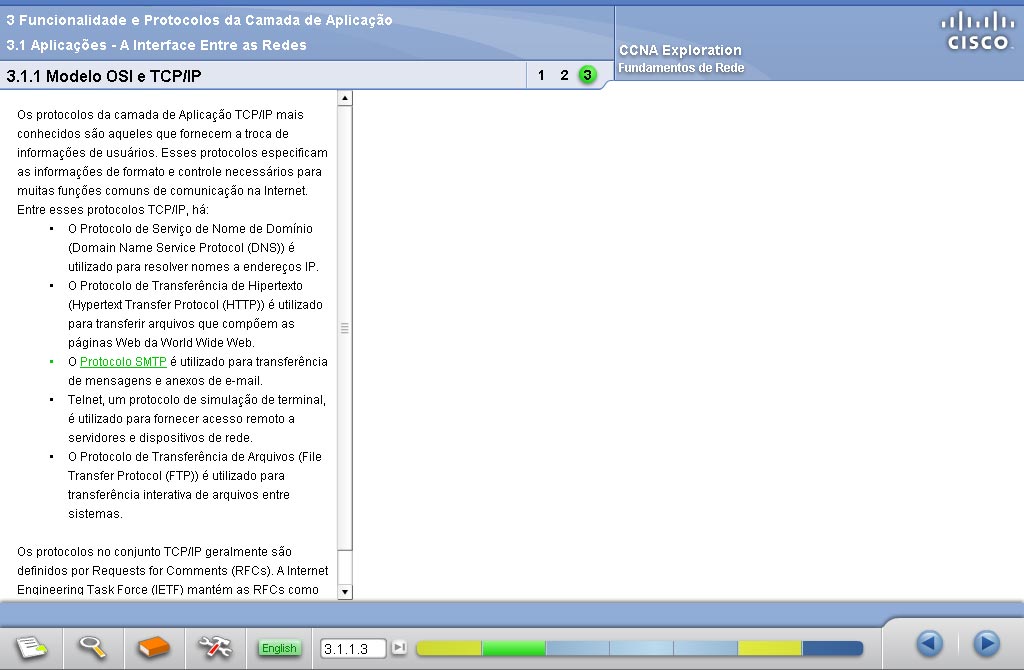 3 Funcionalidade e Protocolos da Camada de Aplicação
3.1 Aplicações - A Interface Entre as Redes
3.1.1 Modelo OSI e TCP/IP
1 2 3
CCNA Exploration
Fundamentos de Rede
CISCO
Os protocolos da camada de Aplicação TCP/IP mais
conhecidos são aqueles que fornecem a troca de
informações de usuários. Esses protocolos especificam
as informações de formato e controle necessários para
muitas funções comuns de comunicação na Internet.
Entre esses protocolos TCP/IP, há:
• O Protocolo de Serviço de Nome de Domínio
(Domain Name Service Protocol (DNS)) é
utilizado para resolver nomes a endereços IP.
• O Protocolo de Transferência de Hipertexto
(Hypertext Transfer Protocol (HTTP)) é utilizado
para transferir arquivos que compõem as
páginas Web da World Wide Web.
• O Protocolo SMTP é utilizado para transferência
de mensagens e anexos de e-mail.
• Telnet, um protocolo de simulação de terminal,
é utilizado para fornecer acesso remoto a
servidores e dispositivos de rede.
• O Protocolo de Transferência de Arquivos (File
Transfer Protocol (FTP)) é utilizado para
transferência interativa de arquivos entre
sistemas.
Os protocolos no conjunto TCP/IP geralmente são
definidos por Requests for Comments (RFCs). A Internet
Engineering Task Force (IETF) mantém as RFCs como
English
3.1.1.3